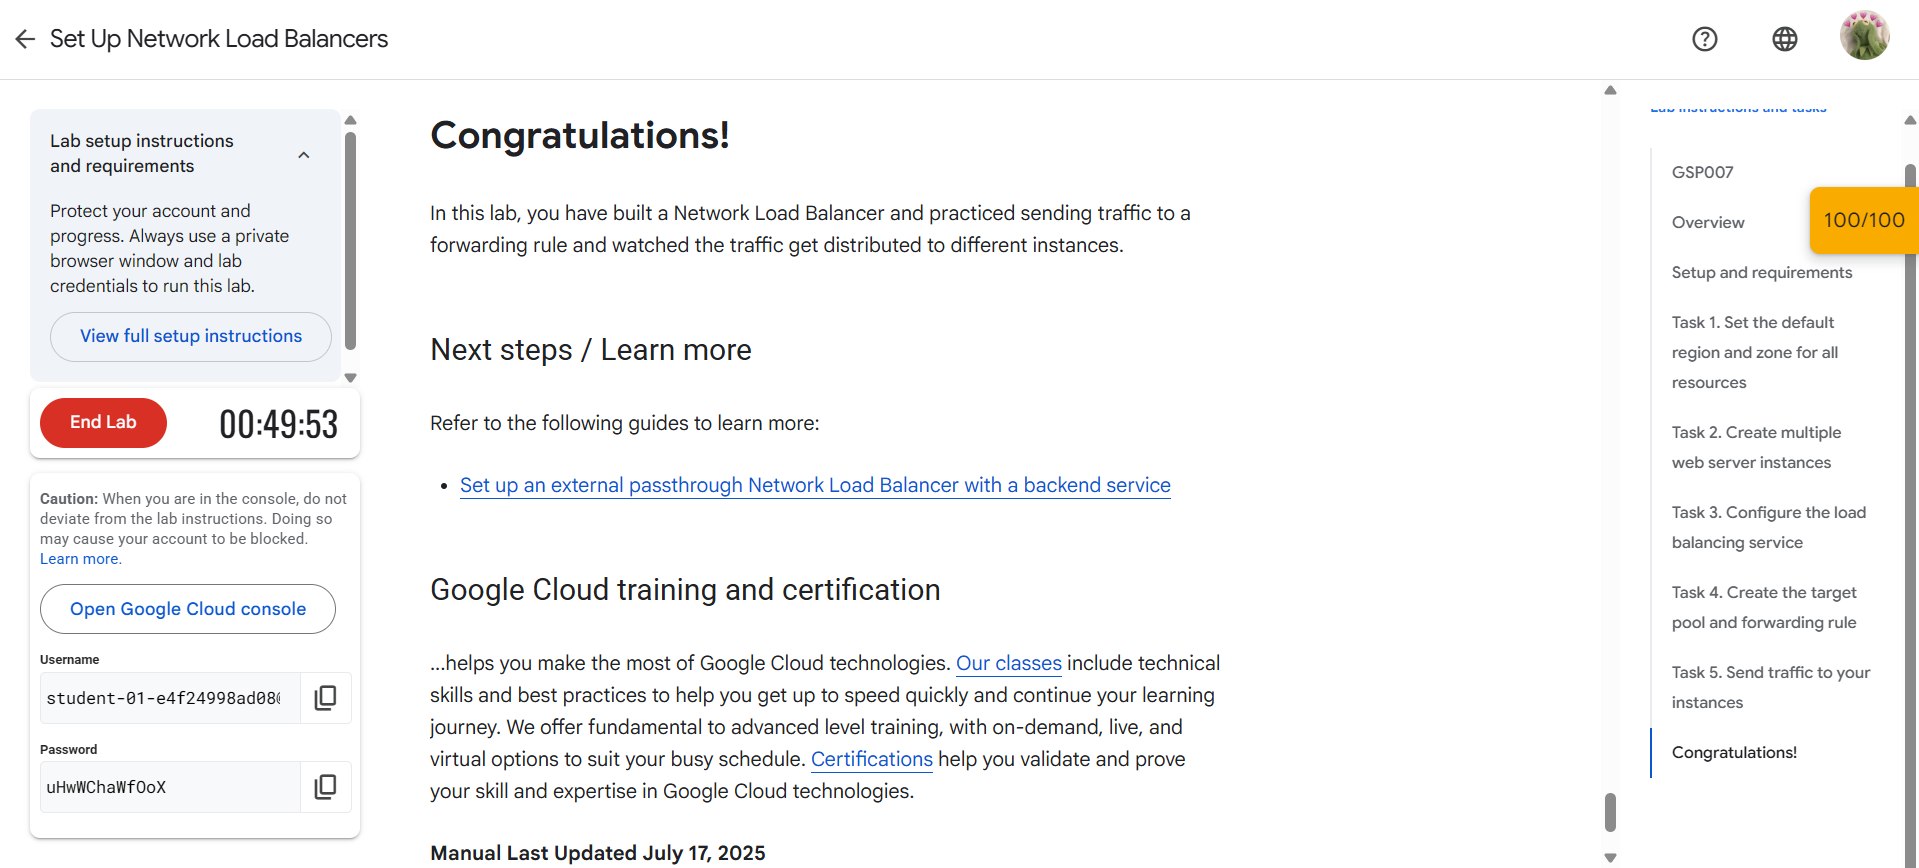 Set Up Network Load Balancers
Lab setup instructions
and requirements
Protect your account and
progress. Always use a private
browser window and lab
credentials to run this lab.
View full setup instructions
End Lab
00:49:53
Caution: When you are in the console, do not
deviate from the lab instructions. Doing so
may cause your account to be blocked.
Learn more.
Open Google Cloud console
Username
student-01-e4f24998ad08@
Password
uHwWChaWfOoX
Congratulations!
In this lab, you have built a Network Load Balancer and practiced sending traffic to a
forwarding rule and watched the traffic get distributed to different instances.
Next steps / Learn more
Refer to the following guides to learn more:
• Set up an external passthrough Network Load Balancer with a backend service
Google Cloud training and certification
...helps you make the most of Google Cloud technologies. Our classes include technical
skills and best practices to help you get up to speed quickly and continue your learning
journey. We offer fundamental to advanced level training, with on-demand, live, and
virtual options to suit your busy schedule. Certifications help you validate and prove
your skill and expertise in Google Cloud technologies.
Manual Last Updated July 17, 2025
Lab instructions and tasks
GSP007
100/100
Overview
Setup and requirements
Task 1. Set the default
region and zone for all
resources
Task 2. Create multiple
web server instances
Task 3. Configure the load
balancing service
Task 4. Create the target
pool and forwarding rule
Task 5. Send traffic to your
instances
Congratulations!